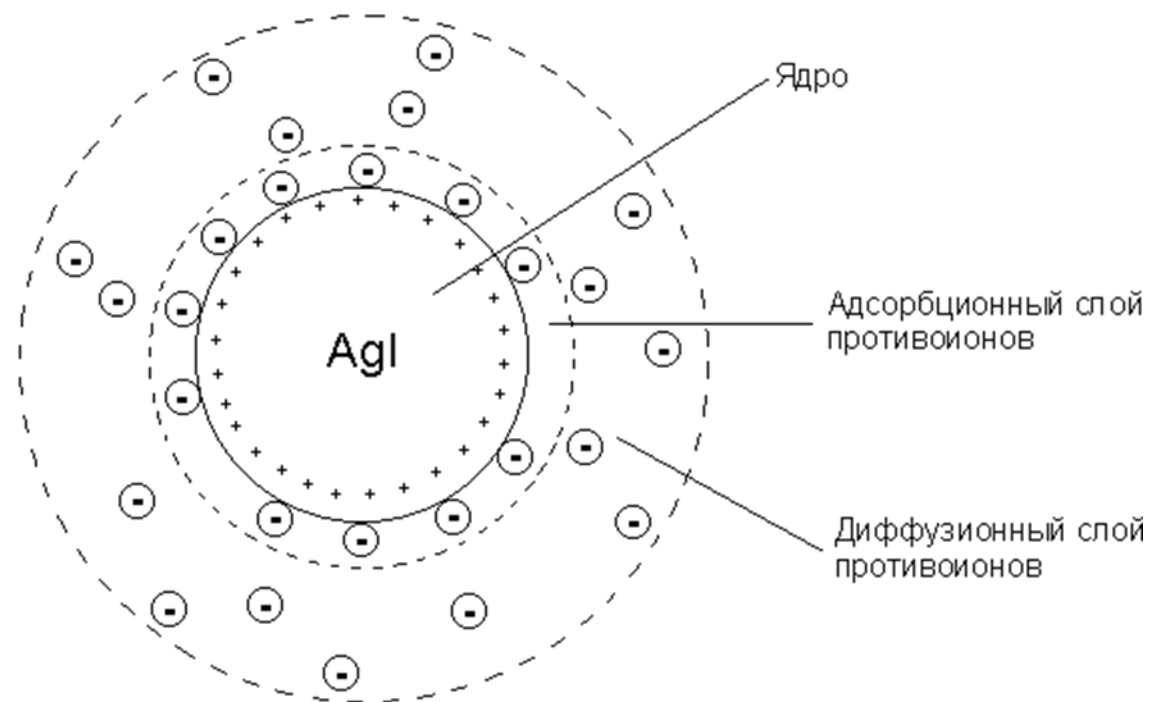 Ядро
AgI
Адсорбционный слой
противоионов
Диффузионный слой
противоионов